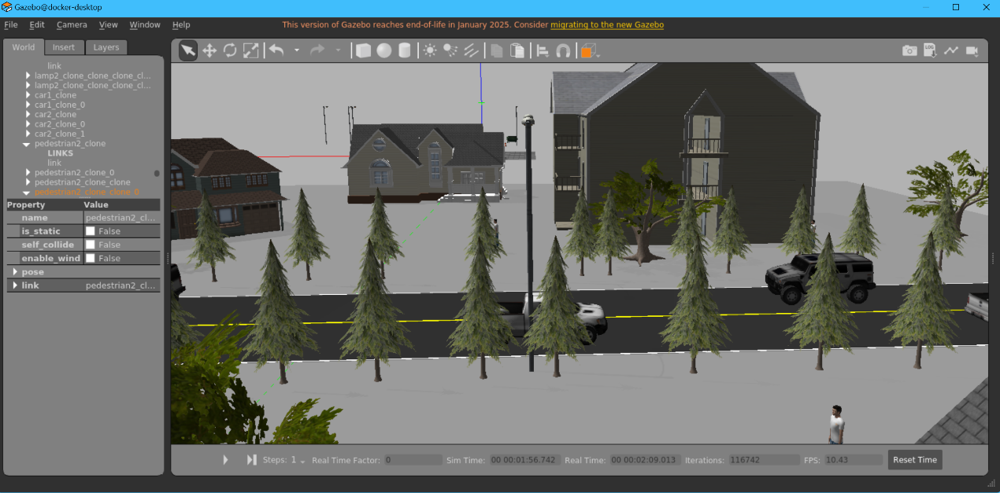 Gazebo@docker-desktop
File Edit Camera View Window Help This version of Gazebo reaches end-of-life in January 2025. Consider migrating to the new Gazebo
World Insert Layers
link
lamp2_clone_clone_clone_cl...
lamp2_clone_clone_clone_cl...
car1_clone
car1_clone_0
car2_clone
car2_clone_0
car2_clone_1
pedestrian2_clone
LINKS
link
pedestrian2_clone_0
pedestrian2_clone_clone
pedestrian2_clone_clone_0
Property Value
name pedestrian2_cl...
is_static False
self_collide False
enable_wind False
pose
link pedestrian2_cl...
LOG
Steps: 1 Real Time Factor: 0 Sim Time: 00 00:01:56.742 Real Time: 00 00:02:09.013 Iterations: 116742 FPS: 10.43 Reset Time